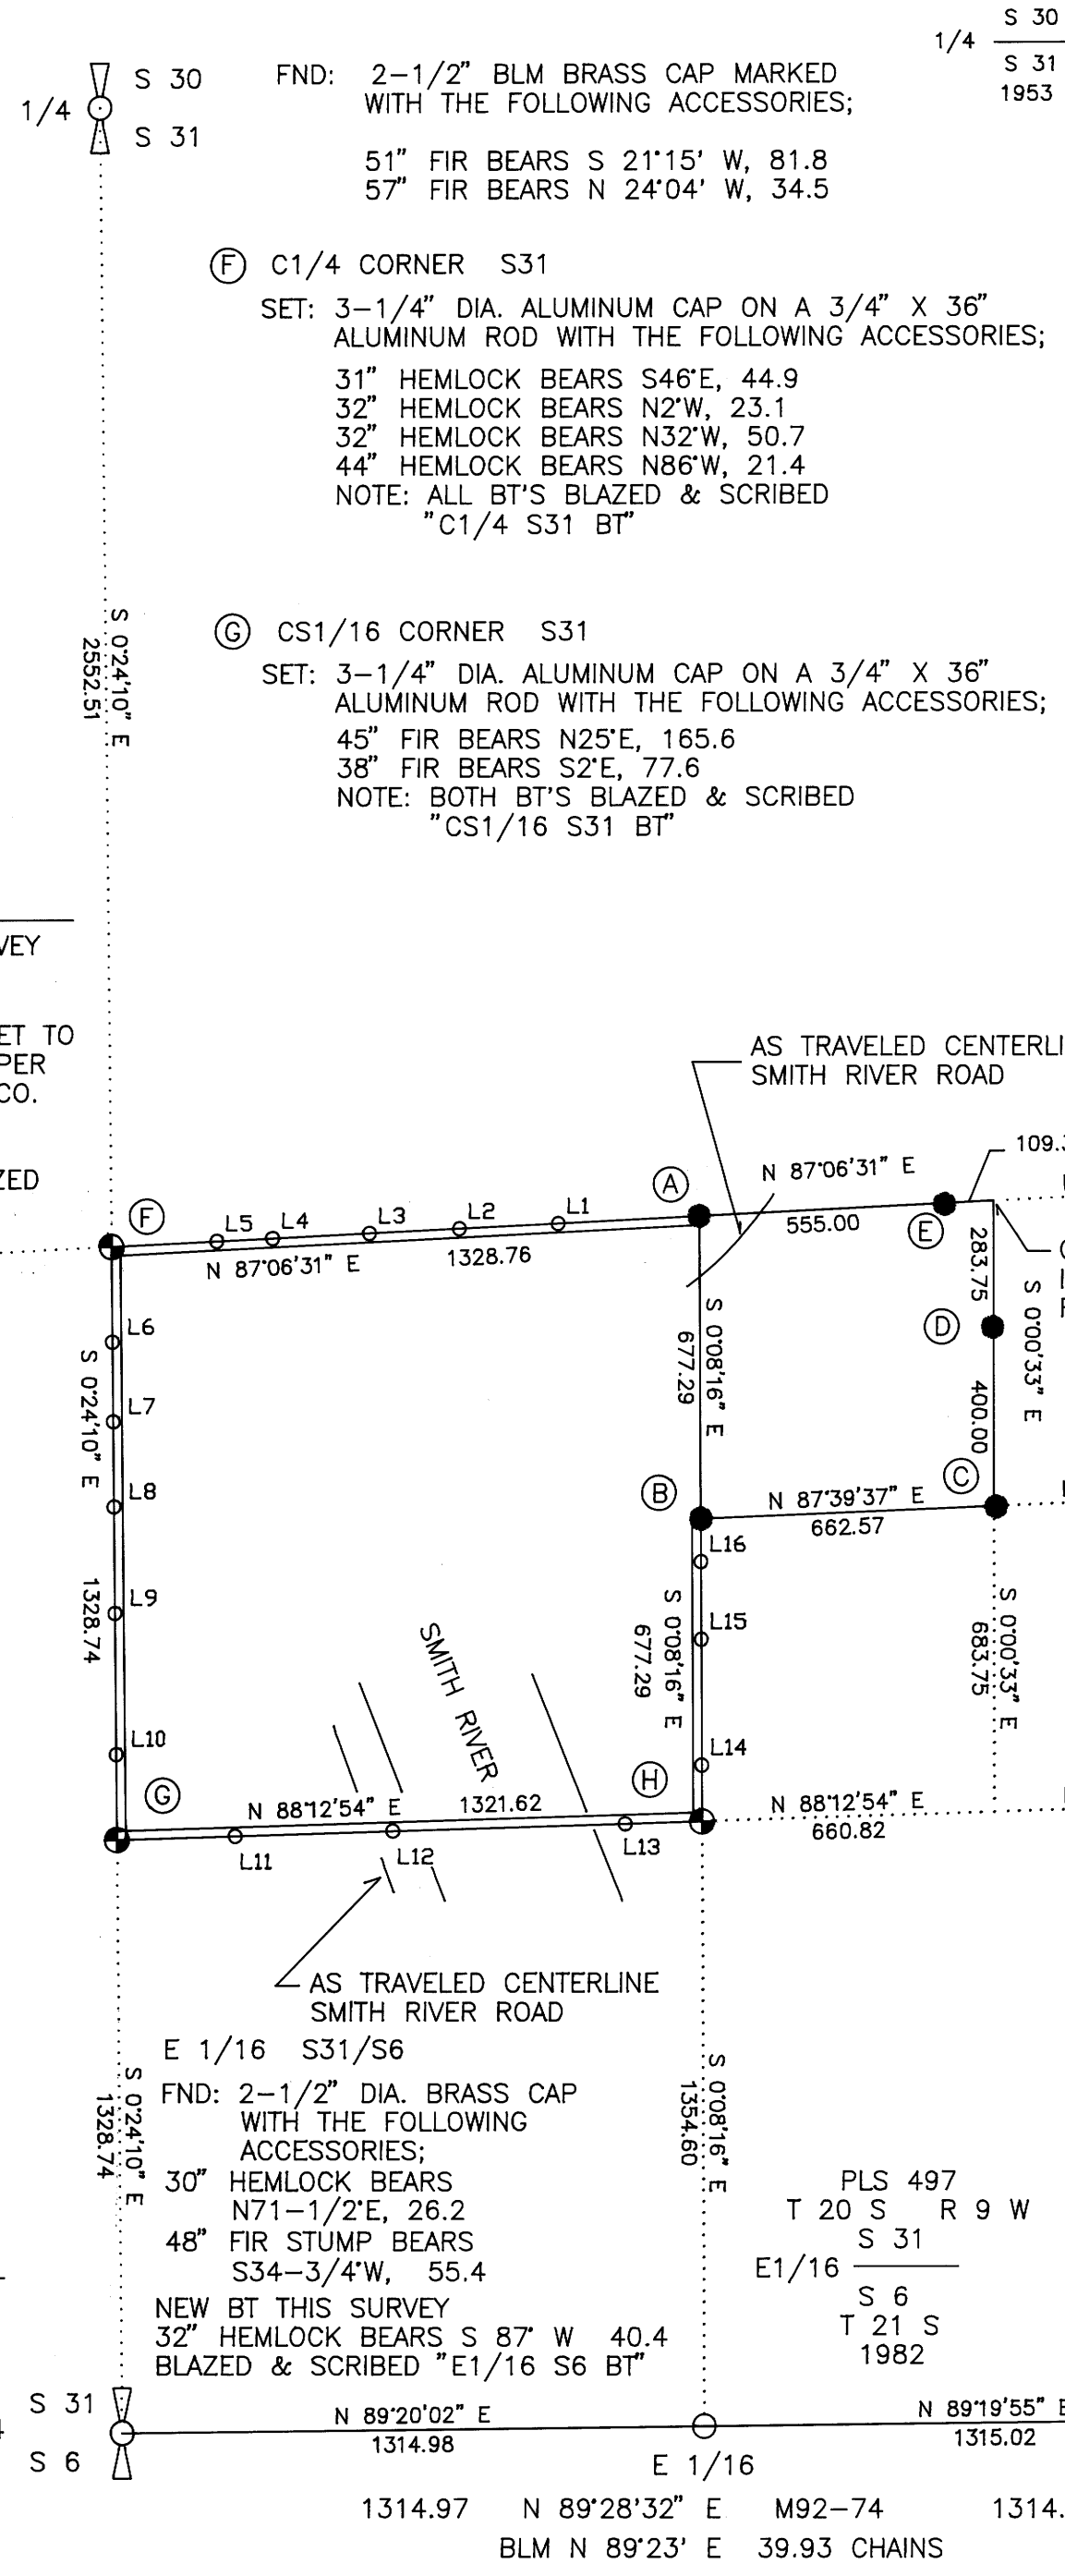 S 30
1/4
S 31
1953
S 30
1/4
S 31
FND: 2-1/2" BLM BRASS CAP MARKED
WITH THE FOLLOWING ACCESSORIES;
51" FIR BEARS S 21°15' W, 81.8
57" FIR BEARS N 24°04' W, 34.5
F C1/4 CORNER S31
SET: 3-1/4" DIA. ALUMINUM CAP ON A 3/4" X 36"
ALUMINUM ROD WITH THE FOLLOWING ACCESSORIES;
31" HEMLOCK BEARS S46°E, 44.9
32" HEMLOCK BEARS N2°W, 23.1
32" HEMLOCK BEARS N32°W, 50.7
44" HEMLOCK BEARS N86°W, 21.4
NOTE: ALL BT'S BLAZED & SCRIBED
"C1/4 S31 BT"
S 0°24'10" E
2552.51
G CS1/16 CORNER S31
SET: 3-1/4" DIA. ALUMINUM CAP ON A 3/4" X 36"
ALUMINUM ROD WITH THE FOLLOWING ACCESSORIES;
45" FIR BEARS N25°E, 165.6
38" FIR BEARS S2°E, 77.6
NOTE: BOTH BT'S BLAZED & SCRIBED
"CS1/16 S31 BT"
VEY
ET TO
PER
CO.
ZED
AS TRAVELED CENTERLI
SMITH RIVER ROAD
109.3
N 87°06'31" E
555.00
A
E
F
L5
L4
L3
L2
L1
N 87°06'31" E
1328.76
283.75
S 0°00'33" E
D
400.00
C
L6
L7
L8
L9
L10
S 0°24'10" E
1328.74
S 0°08'16" E
677.29
B
N 87°39'37" E
662.57
L16
L15
L14
S 0°08'16" E
677.29
S 0°00'33" E
683.75
SMITH RIVER
H
G
N 88°12'54" E
1321.62
N 88°12'54" E
660.82
L11
L12
L13
AS TRAVELED CENTERLINE
SMITH RIVER ROAD
E 1/16 S31/S6
FND: 2-1/2" DIA. BRASS CAP
WITH THE FOLLOWING
ACCESSORIES;
30" HEMLOCK BEARS
N71-1/2°E, 26.2
48" FIR STUMP BEARS
S34-3/4°W, 55.4
NEW BT THIS SURVEY
32" HEMLOCK BEARS S 87° W 40.4
BLAZED & SCRIBED "E1/16 S6 BT"
S 0°24'10" E
1328.74
S 0°08'16" E
1354.60
PLS 497
T 20 S R 9 W
S 31
E1/16
S 6
T 21 S
1982
S 31
4
S 6
N 89°20'02" E
1314.98
N 89°19'55" E
1315.02
E 1/16
1314.97 N 89°28'32" E M92-74 1314.
BLM N 89°23' E 39.93 CHAINS